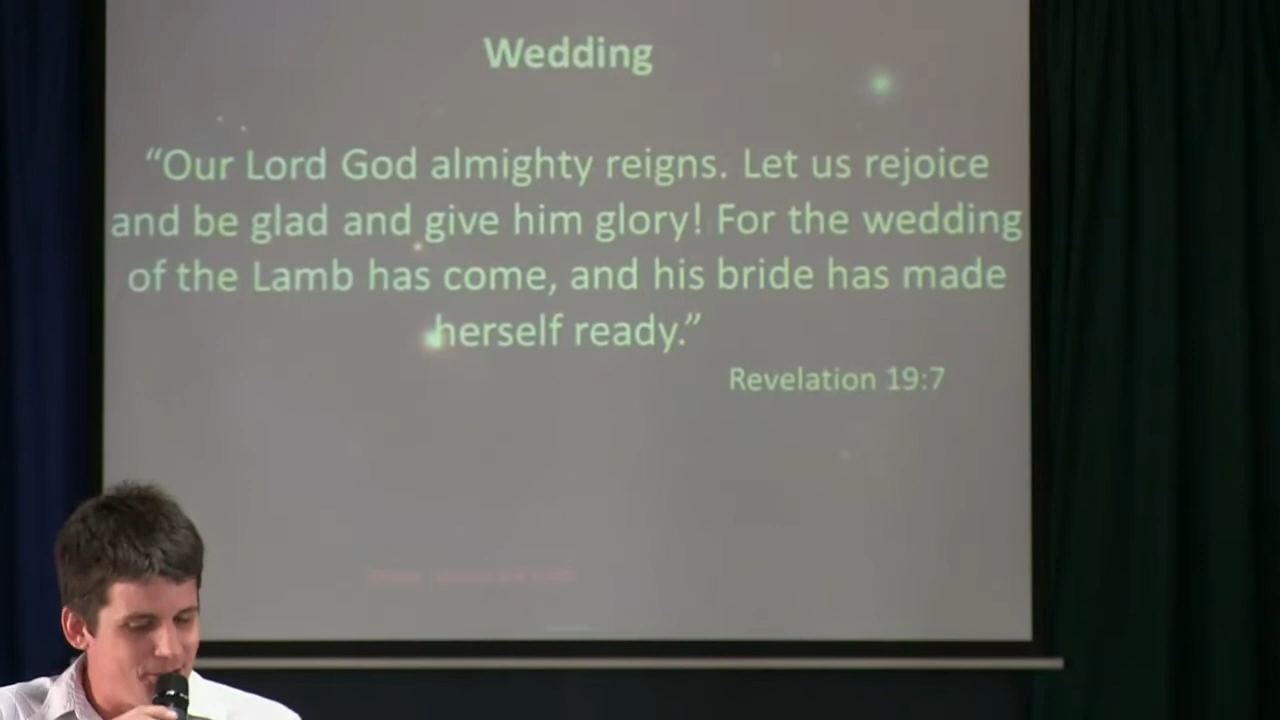 Wedding
“Our Lord God almighty reigns. Let us rejoice
and be glad and give him glory! For the wedding
of the Lamb has come, and his bride has made
herself ready.”
Revelation 19:7